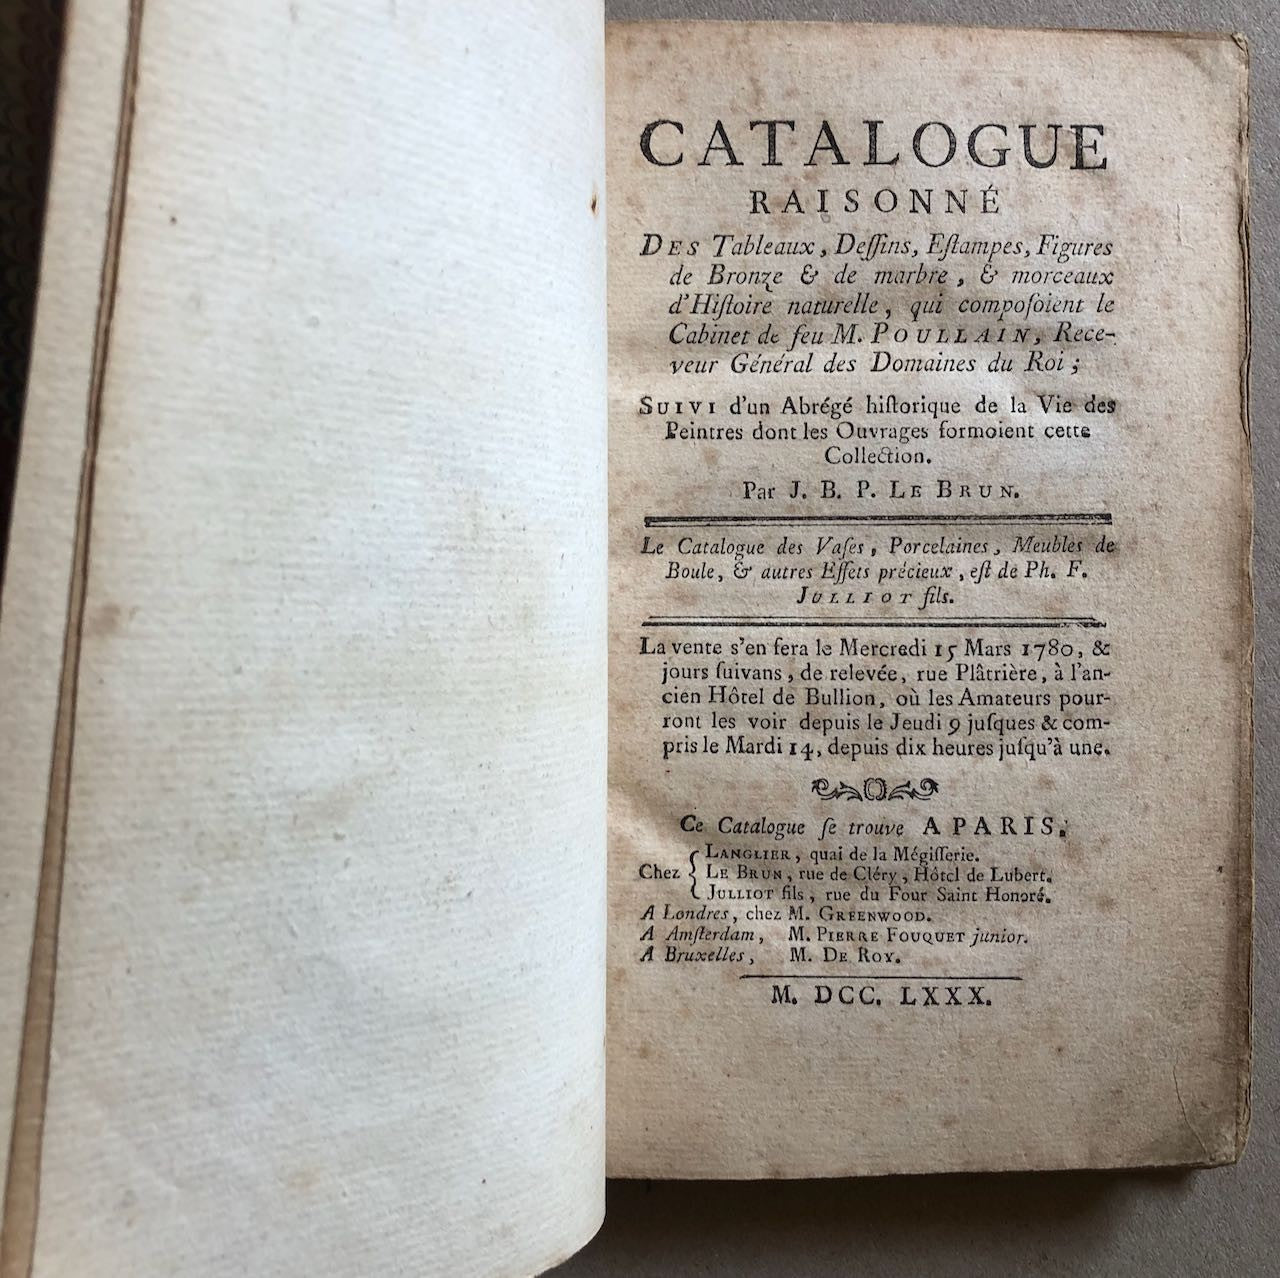 CATALOGUE
RAISONNÉ
DES Tableaux, Deſſins, Eſtampes, Figures
de Bronze & de marbre, & morceaux
d'Hiſtoire naturelle, qui compoſoient le
Cabinet de feu M. POULLAIN, Rece-
veur Général des Domaines du Roi;
SUIVI d'un Abrégé hiſtorique de la Vie des
Peintres dont les Ouvrages formoient cette
Collection.
Par J. B. P. LE BRUN.
Le Catalogue des Vaſes, Porcelaines, Meubles de
Boule, & autres Effets précieux, eſt de Ph. F.
JULLIOT fils.
La vente s'en fera le Mercredi 15 Mars 1780, &
jours ſuivans, de relevée, rue Plâtrière, à l'an-
cien Hôtel de Bullion, où les Amateurs pour-
ront les voir depuis le Jeudi 9 juſques & com-
pris le Mardi 14, depuis dix heures juſqu'à une.
Ce Catalogue ſe trouve A PARIS.
LANGLIER, quai de la Mégiſſerie.
Chez { LE BRUN, rue de Cléry, Hôtel de Lubert.
JULLIOT fils, rue du Four Saint Honoré.
A Londres, chez M. GREENWOOD.
A Amſterdam, M. PIERRE FOUQUET junior.
A Bruxelles, M. DE ROY.
M. DCC. LXXX.